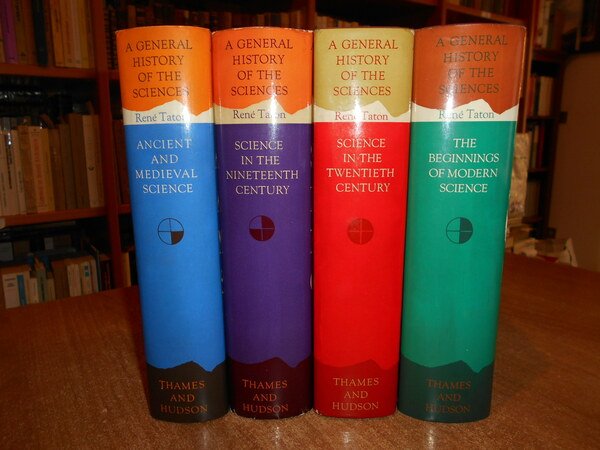 A GENERAL
HISTORY
OF THE
SCIENCES
René Taton
ANCIENT
AND
MEDIEVAL
SCIENCE
THAMES
AND
HUDSON
A GENERAL
HISTORY
OF THE
SCIENCES
René Taton
SCIENCE
IN THE
NINETEENTH
CENTURY
THAMES
AND
HUDSON
A GENERAL
HISTORY
OF THE
SCIENCES
René Taton
SCIENCE
IN THE
TWENTIETH
CENTURY
THAMES
AND
HUDSON
A GENERAL
HISTORY
OF THE
SCIENCES
René Taton
THE
BEGINNINGS
OF MODERN
SCIENCE
THAMES
AND
HUDSON